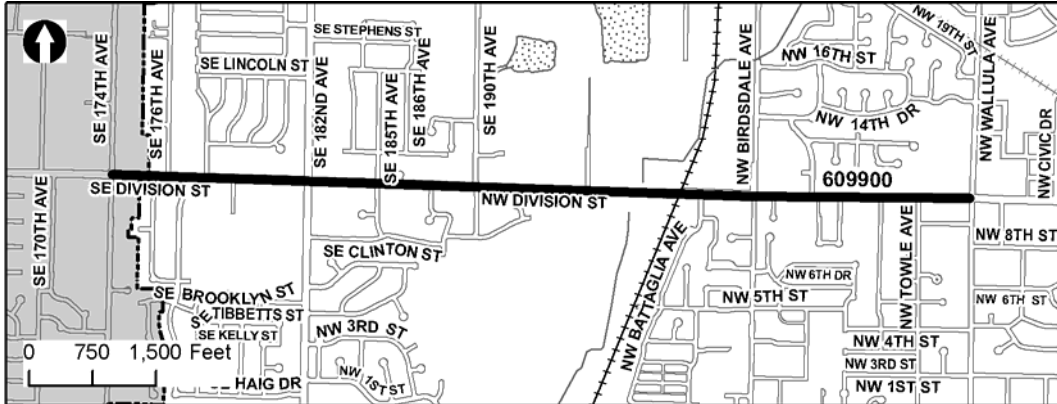 SE STEPHENS ST
SE LINCOLN ST
SE 174TH AVE
SE 176TH AVE
SE 182ND AVE
SE 185TH AVE
SE 186TH AVE
SE 190TH AVE
NW BIRDSDALE AVE
NW 16TH ST
NW 19TH ST
NW WALLULA AVE
NW 14TH DR
NW CIVIC DR
SE 170TH AVE
SE DIVISION ST
NW DIVISION ST
609900
SE CLINTON ST
NW BATTAGLIA AVE
NW TOWLE AVE
NW 8TH ST
NW 6TH DR
NW 5TH ST
NW 6TH ST
SE BROOKLYN ST
SE TIBBETTS ST
SE KELLY ST
NW 3RD ST
NW 4TH ST
NW 3RD ST
NW 1ST ST
NW 1ST ST
0 750 1,500 Feet
HAIG DR